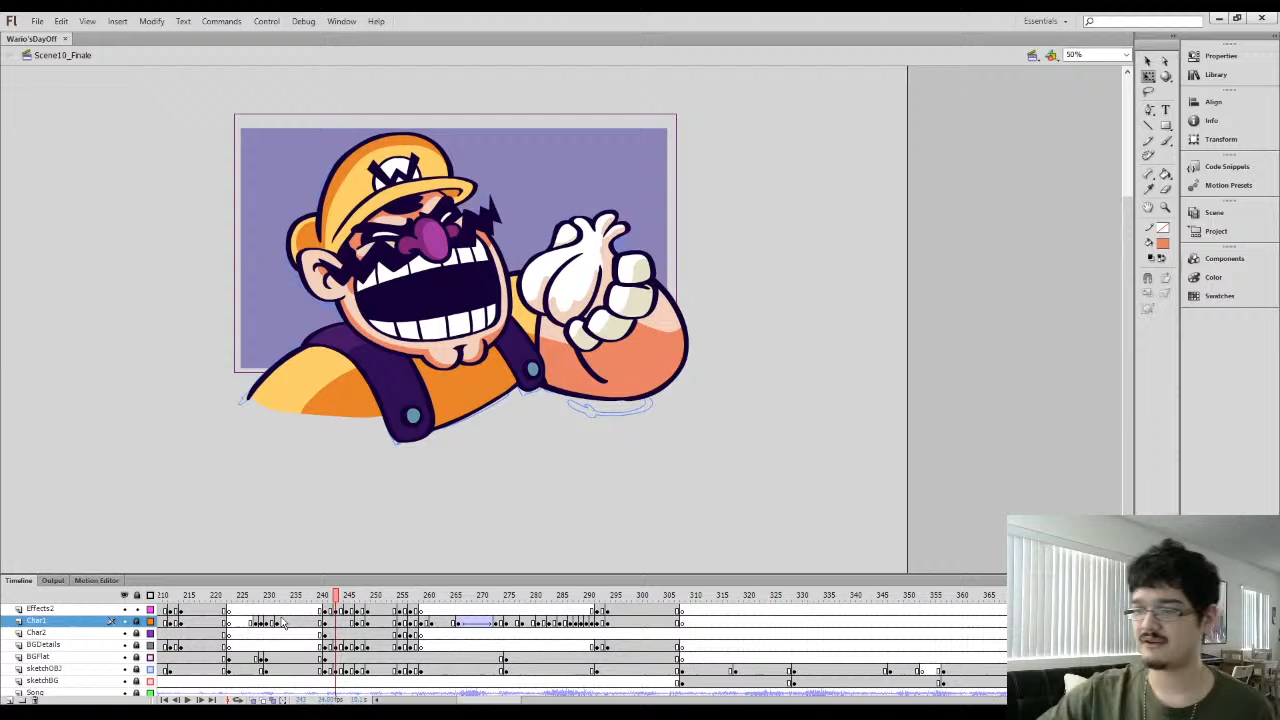 Fl File Edit View Insert Modify Text Commands Control Debug Window Help Essentials
Wario'sDayOff ×
Scene10_Finale 50%
Properties
Library
Align
Info
Transform
Code Snippets
Motion Presets
Scene
Project
Components
Color
Swatches
W
Timeline Output Motion Editor
210 215 220 225 230 235 240 245 250 255 260 265 270 275 280 285 290 295 300 305 310 315 320 325 330 335 340 345 350 355 360 365
Effects2
Char1
Char2
BGDetails
BGFlat
sketchOBJ
sketchBG
Song